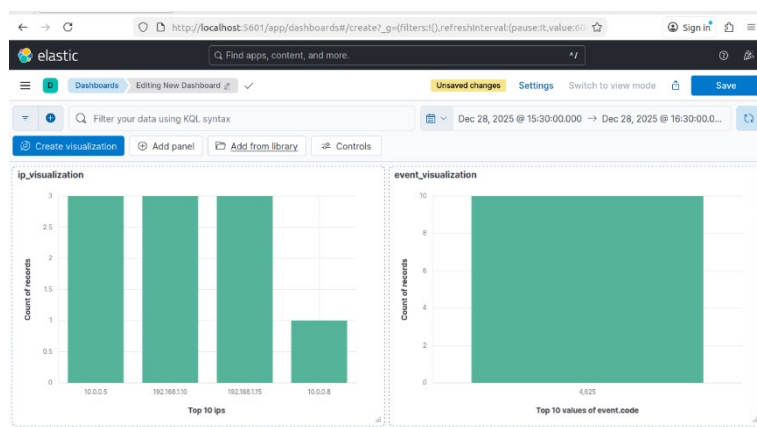 http://localhost:5601/app/dashboards#/create?_g=(filters:!(),refreshInterval:(pause:!t,value:60
Sign in
elastic
Find apps, content, and more.
^/
D
Dashboards
Editing New Dashboard
Unsaved changes
Settings
Switch to view mode
Save
Filter your data using KQL syntax
Dec 28, 2025 @ 15:30:00.000 → Dec 28, 2025 @ 16:30:00.0...
Create visualization
Add panel
Add from library
Controls
ip_visualization
3
2.5
2
1.5
1
0.5
0
Count of records
10.0.0.5
192.168.1.10
192.168.1.15
10.0.0.8
Top 10 ips
event_visualization
10
8
6
4
2
0
Count of records
4,625
Top 10 values of event.code